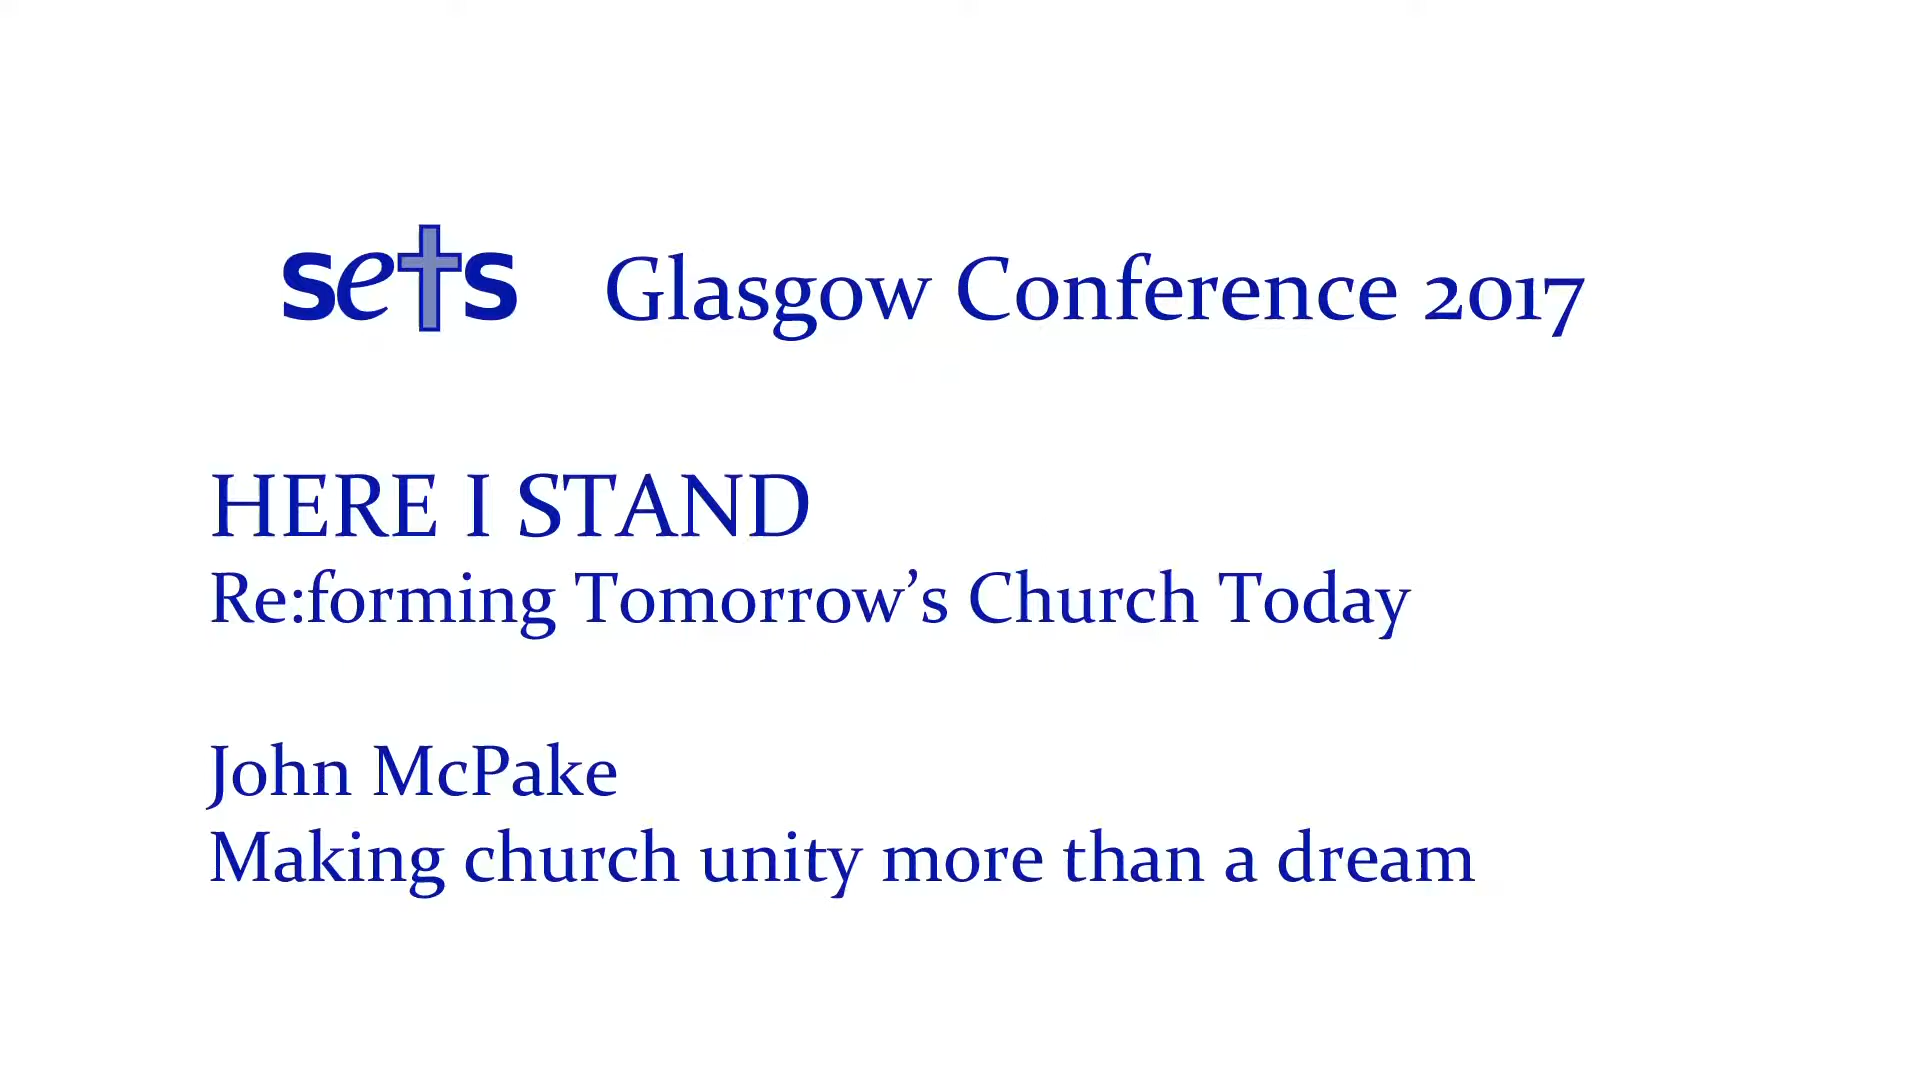 sets Glasgow Conference 2017
HERE I STAND
Re:forming Tomorrow’s Church Today
John McPake
Making church unity more than a dream